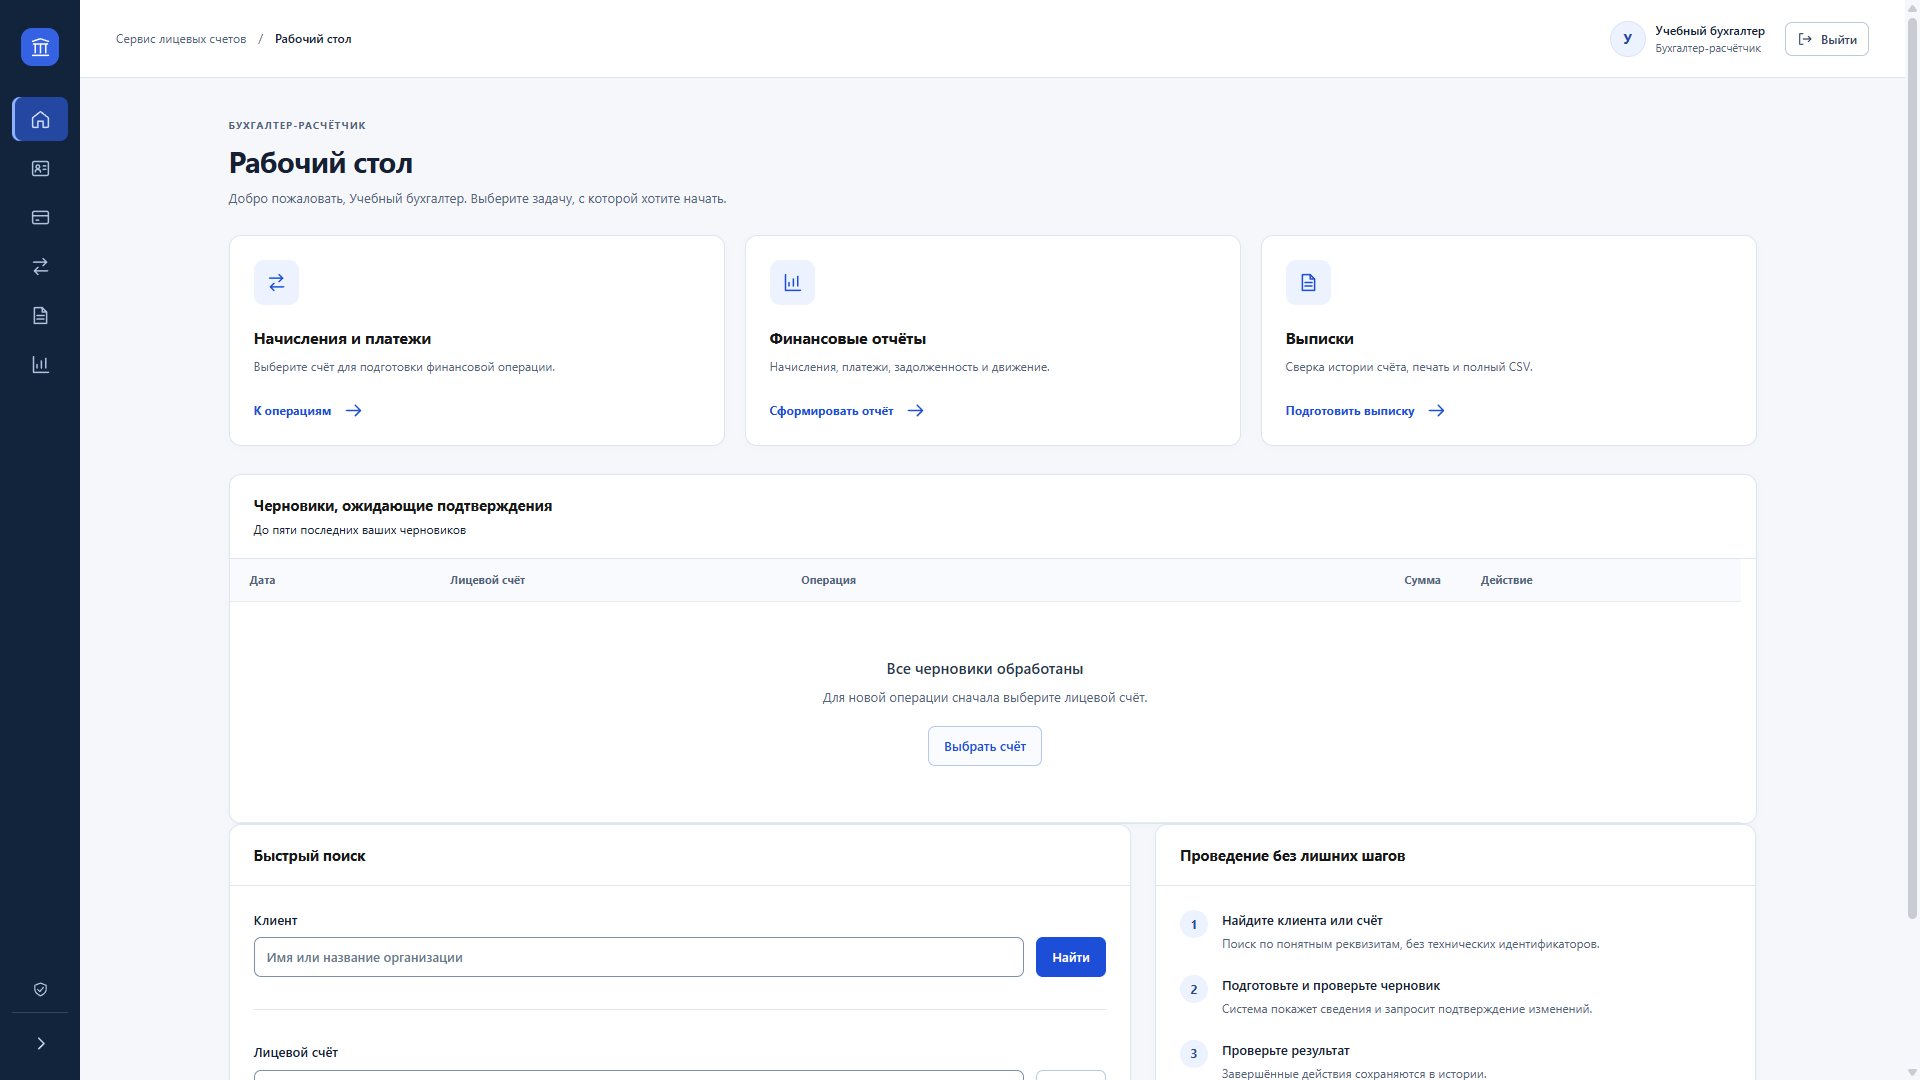 Сервис лицевых счетов / Рабочий стол
У
Учебный бухгалтер
Бухгалтер-расчётчик
Выйти
БУХГАЛТЕР-РАСЧЁТЧИК
Рабочий стол
Добро пожаловать, Учебный бухгалтер. Выберите задачу, с которой хотите начать.
Начисления и платежи
Выберите счёт для подготовки финансовой операции.
К операциям
Финансовые отчёты
Начисления, платежи, задолженность и движение.
Сформировать отчёт
Выписки
Сверка истории счёта, печать и полный CSV.
Подготовить выписку
Черновики, ожидающие подтверждения
До пяти последних ваших черновиков
Дата Лицевой счёт Операция Сумма Действие
Все черновики обработаны
Для новой операции сначала выберите лицевой счёт.
Выбрать счёт
Быстрый поиск
Клиент
Имя или название организации
Найти
Лицевой счёт
Проведение без лишних шагов
1
Найдите клиента или счёт
Поиск по понятным реквизитам, без технических идентификаторов.
2
Подготовьте и проверьте черновик
Система покажет сведения и запросит подтверждение изменений.
3
Проверьте результат
Завершённые действия сохраняются в истории.